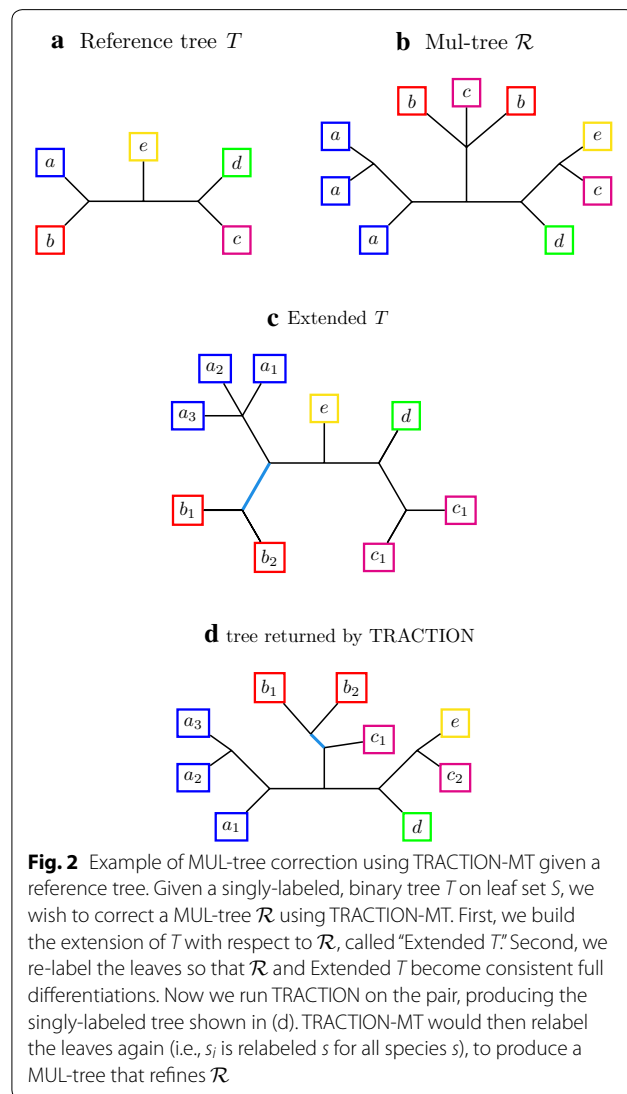 a Reference tree T
b Mul-tree ℛ
a
b
e
d
c
a
a
a
b
c
b
e
c
d
c Extended T
a₂
a₁
a₃
e
d
b₁
b₂
c₁
c₁
d tree returned by TRACTION
b₁
b₂
a₃
a₂
a₁
c₁
e
c₂
d
Fig. 2 Example of MUL-tree correction using TRACTION-MT given a
reference tree. Given a singly-labeled, binary tree T on leaf set S, we
wish to correct a MUL-tree ℛ using TRACTION-MT. First, we build
the extension of T with respect to ℛ, called “Extended T.” Second, we
re-label the leaves so that ℛ and Extended T become consistent full
differentiations. Now we run TRACTION on the pair, producing the
singly-labeled tree shown in (d). TRACTION-MT would then relabel
the leaves again (i.e., sᵢ is relabeled s for all species s), to produce a
MUL-tree that refines ℛ